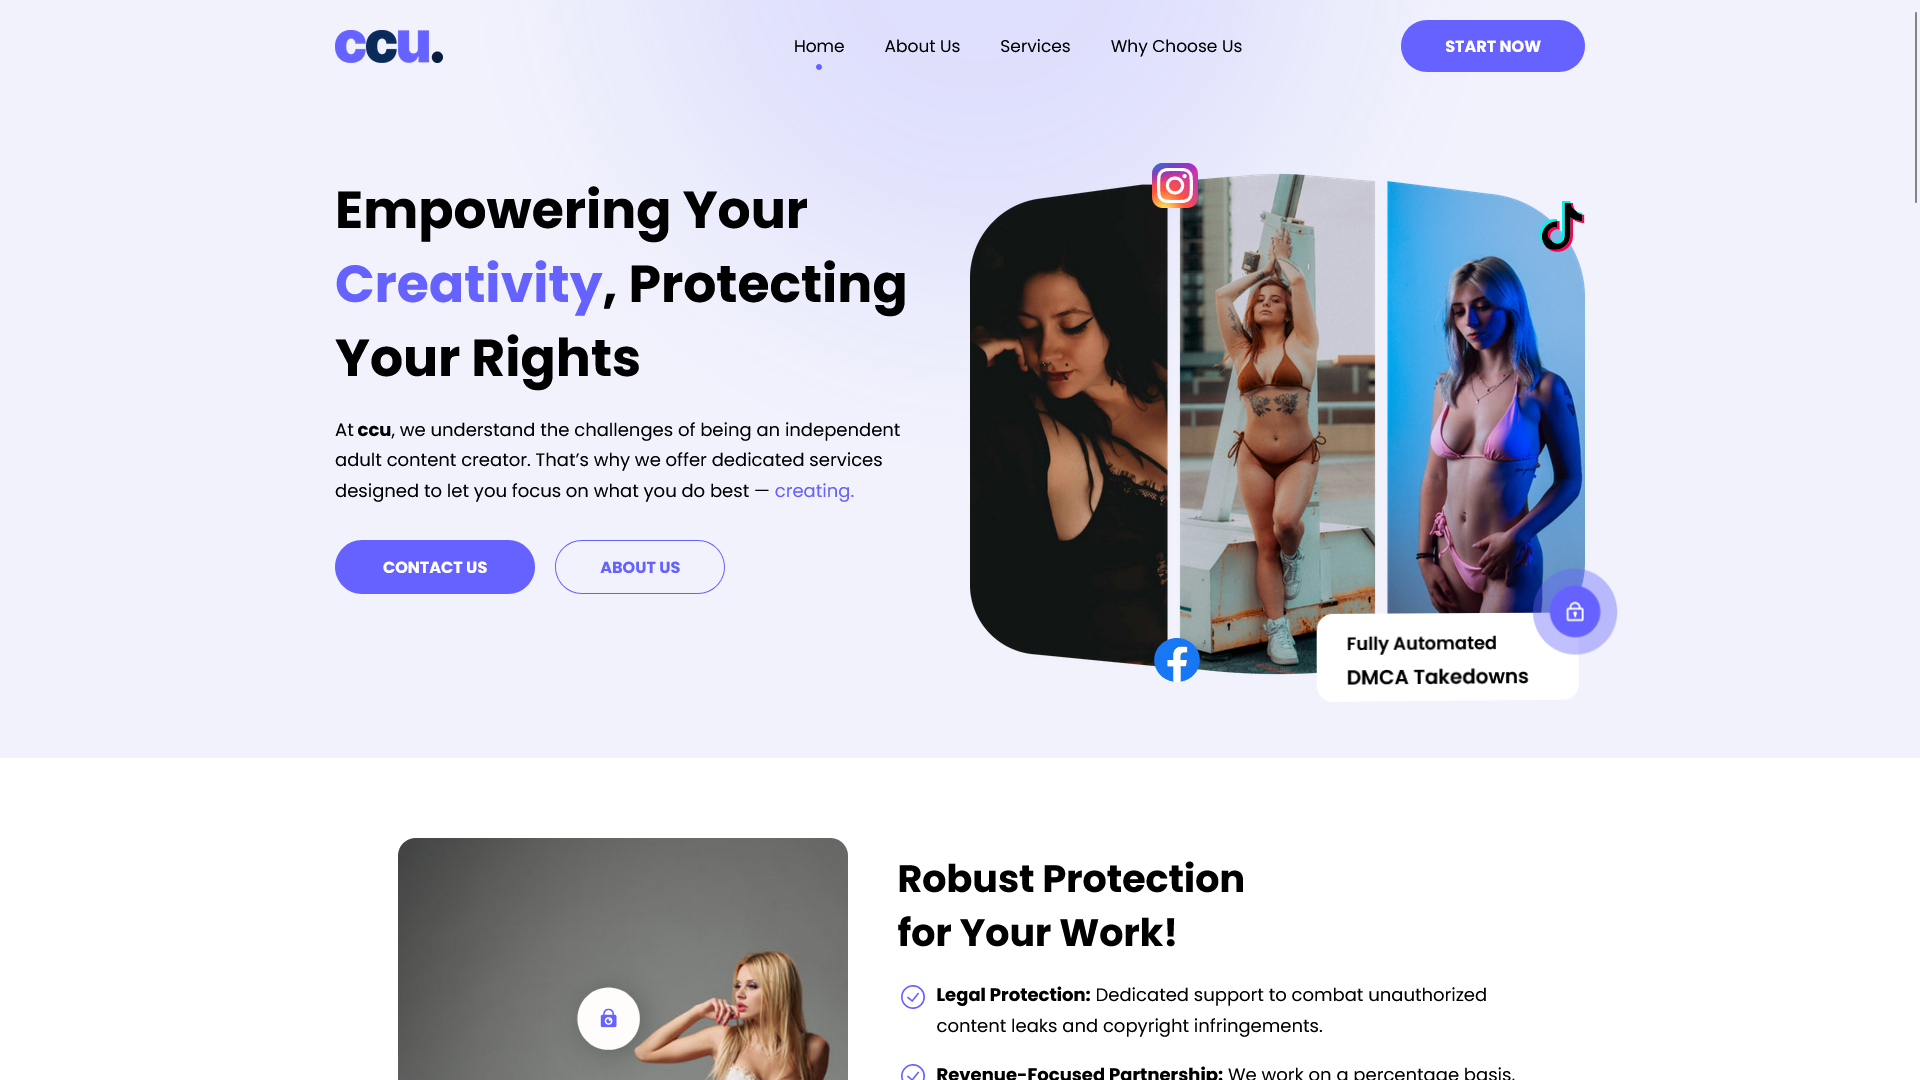 ccu.
Home
About Us
Services
Why Choose Us
START NOW
Empowering Your
Creativity, Protecting
Your Rights
At ccu, we understand the challenges of being an independent
adult content creator. That’s why we offer dedicated services
designed to let you focus on what you do best — creating.
CONTACT US
ABOUT US
Fully Automated
DMCA Takedowns
Robust Protection
for Your Work!
Legal Protection: Dedicated support to combat unauthorized
content leaks and copyright infringements.
Revenue-Focused Partnership: We work on a percentage basis,